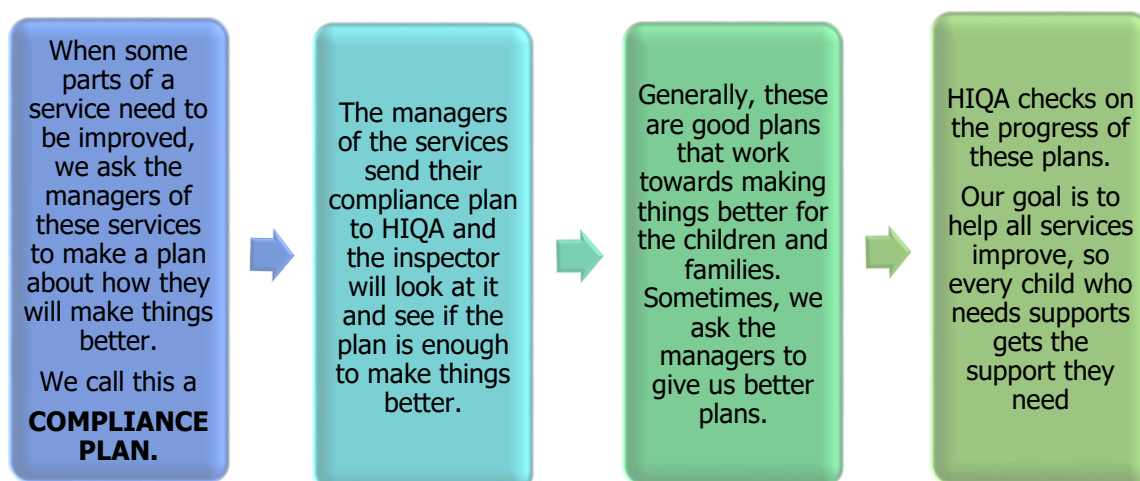 When some
parts of a
service need to
be improved,
we ask the
managers of
these services
to make a plan
about how they
will make things
better.
We call this a
COMPLIANCE
PLAN.
The managers
of the services
send their
compliance plan
to HIQA and
the inspector
will look at it
and see if the
plan is enough
to make things
better.
Generally, these
are good plans
that work
towards making
things better for
the children and
families.
Sometimes, we
ask the
managers to
give us better
plans.
HIQA checks on
the progress of
these plans.
Our goal is to
help all services
improve, so
every child who
needs supports
gets the
support they
need